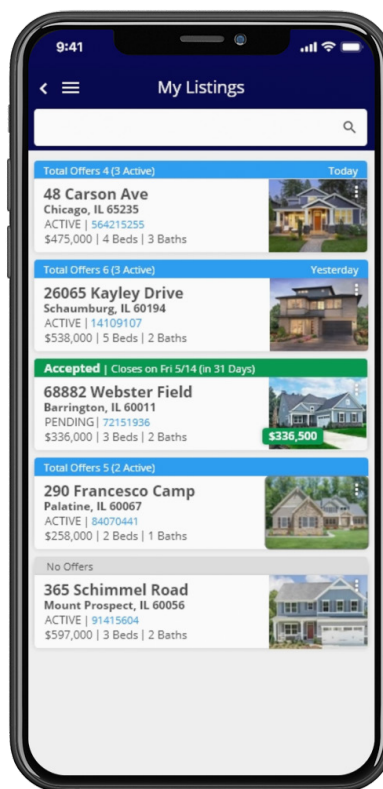 9:41
My Listings
Total Offers 4 (3 Active) Today
48 Carson Ave
Chicago, IL 65235
ACTIVE | 564215255
$475,000 | 4 Beds | 3 Baths
Total Offers 6 (3 Active) Yesterday
26065 Kayley Drive
Schaumburg, IL 60194
ACTIVE | 14109107
$538,000 | 5 Beds | 2 Baths
Accepted | Closes on Fri 5/14 (in 31 Days)
68882 Webster Field
Barrington, IL 60011
PENDING | 72151936
$336,000 | 3 Beds | 2 Baths
$336,500
Total Offers 5 (2 Active)
290 Francesco Camp
Palatine, IL 60067
ACTIVE | 84070441
$258,000 | 2 Beds | 1 Baths
No Offers
365 Schimmel Road
Mount Prospect, IL 60056
ACTIVE | 91415604
$597,000 | 3 Beds | 2 Baths